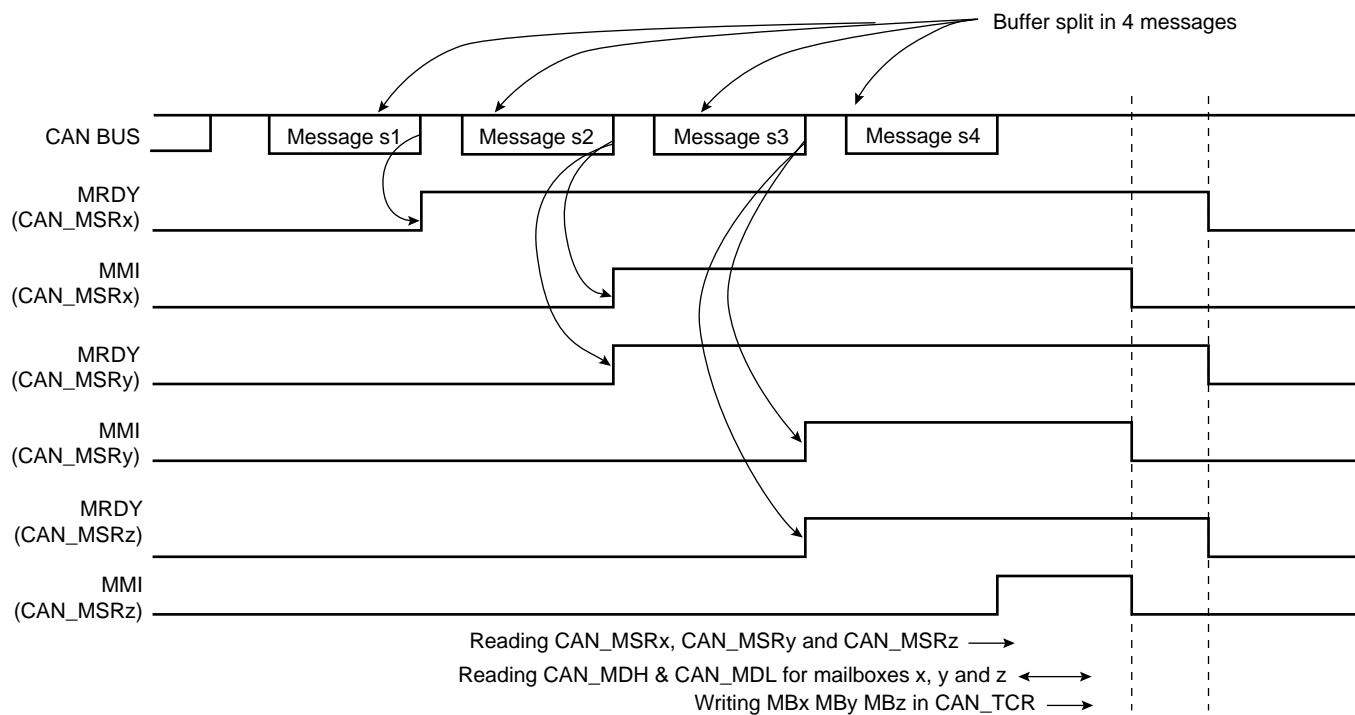 Buffer split in 4 messages
CAN BUS
Message s1
Message s2
Message s3
Message s4
MRDY
(CAN_MSRx)
MMI
(CAN_MSRx)
MRDY
(CAN_MSRy)
MMI
(CAN_MSRy)
MRDY
(CAN_MSRz)
MMI
(CAN_MSRz)
Reading CAN_MSRx, CAN_MSRy and CAN_MSRz
Reading CAN_MDH & CAN_MDL for mailboxes x, y and z
Writing MBx MBy MBz in CAN_TCR